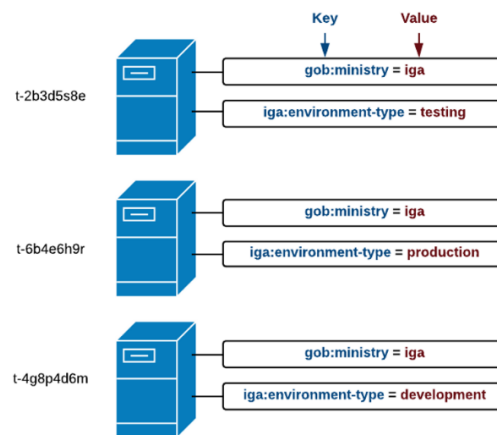 Key Value
gob:ministry = iga
t-2b3d5s8e
iga:environment-type = testing
gob:ministry = iga
t-6b4e6h9r
iga:environment-type = production
gob:ministry = iga
t-4g8p4d6m
iga:environment-type = development